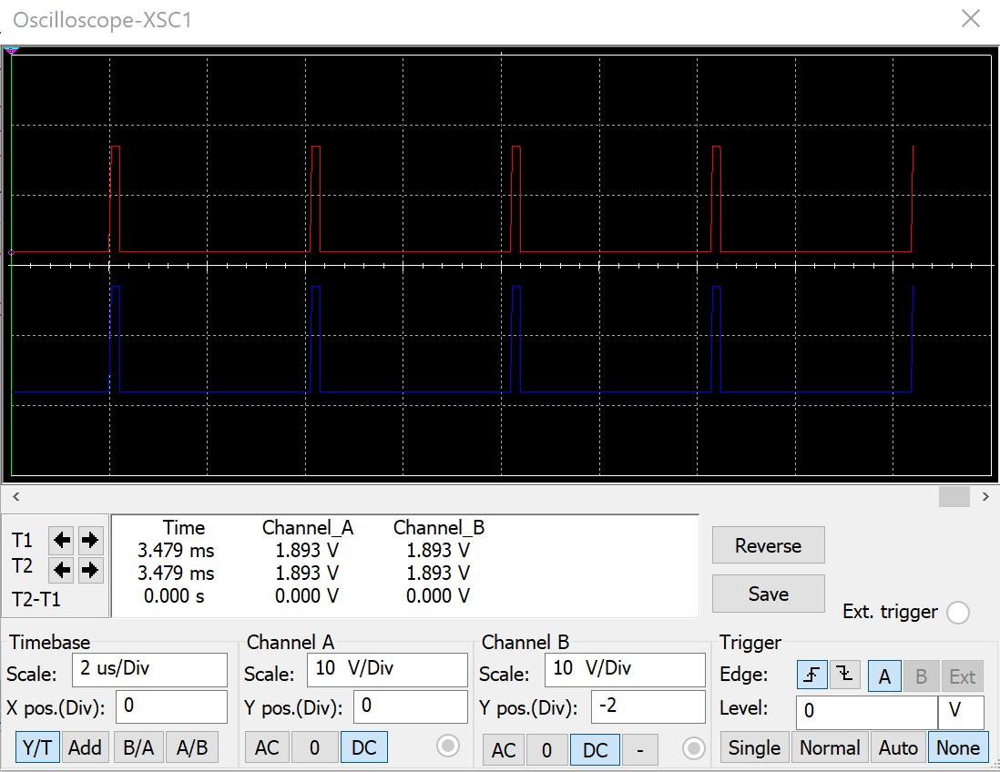 Oscilloscope-XSC1
T1
T2
T2-T1
Time Channel_A Channel_B
3.479 ms 1.893 V 1.893 V
3.479 ms 1.893 V 1.893 V
0.000 s 0.000 V 0.000 V
Reverse
Save
Ext. trigger
Timebase
Scale: 2 us/Div
X pos.(Div): 0
Y/T Add B/A A/B
Channel A
Scale: 10 V/Div
Y pos.(Div): 0
AC 0 DC
Channel B
Scale: 10 V/Div
Y pos.(Div): -2
AC 0 DC -
Trigger
Edge: A B Ext
Level: 0 V
Single Normal Auto None